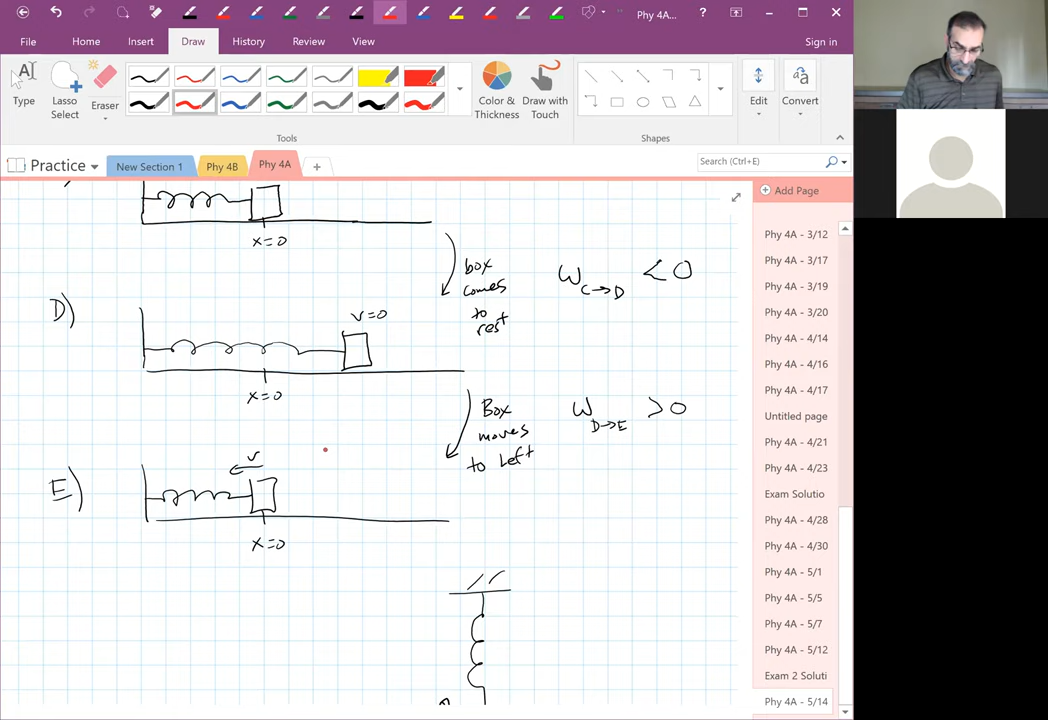 Phy 4A...
?
File
Home
Insert
Draw
History
Review
View
Sign in
Type
Lasso
Select
Eraser
Color &
Thickness
Draw with
Touch
Edit
Convert
Tools
Shapes
Practice
New Section 1
Phy 4B
Phy 4A
+
Search (Ctrl+E)
Add Page
Phy 4A - 3/12
Phy 4A - 3/17
Phy 4A - 3/19
Phy 4A - 3/20
Phy 4A - 4/14
Phy 4A - 4/16
Phy 4A - 4/17
Untitled page
Phy 4A - 4/21
Phy 4A - 4/23
Exam Solutio
Phy 4A - 4/28
Phy 4A - 4/30
Phy 4A - 5/1
Phy 4A - 5/5
Phy 4A - 5/7
Phy 4A - 5/12
Exam 2 Soluti
Phy 4A - 5/14
x=0
box
comes
to
rest
W C→D < 0
D)
v=0
x=0
Box
moves
to left
W D→E > 0
E)
v
x=0